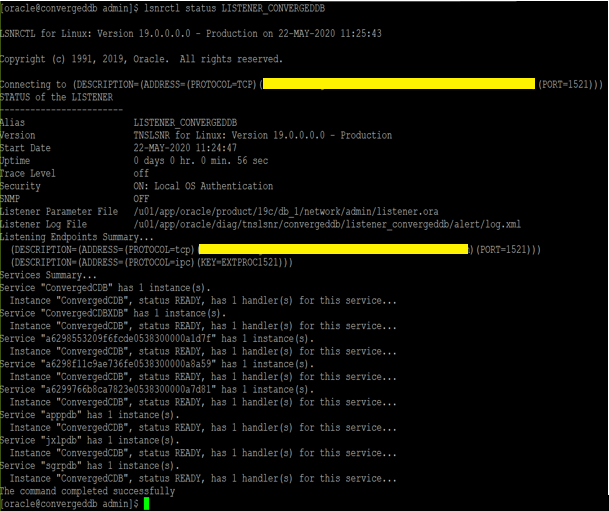 [oracle@convergeddb admin]$ lsnrctl status LISTENER_CONVERGEDDB
LSNRCTL for Linux: Version 19.0.0.0.0 - Production on 22-MAY-2020 11:25:43
Copyright (c) 1991, 2019, Oracle.  All rights reserved.
Connecting to (DESCRIPTION=(ADDRESS=(PROTOCOL=TCP)( (PORT=1521)))
STATUS of the LISTENER
------------------------
Alias                     LISTENER_CONVERGEDDB
Version                   TNSLSNR for Linux: Version 19.0.0.0.0 - Production
Start Date                22-MAY-2020 11:24:47
Uptime                    0 days 0 hr. 0 min. 56 sec
Trace Level               off
Security                  ON: Local OS Authentication
SNMP                      OFF
Listener Parameter File   /u01/app/oracle/product/19c/db_1/network/admin/listener.ora
Listener Log File         /u01/app/oracle/diag/tnslsnr/convergeddb/listener_convergeddb/alert/log.xml
Listening Endpoints Summary...
  (DESCRIPTION=(ADDRESS=(PROTOCOL=tcp)( )(PORT=1521)))
  (DESCRIPTION=(ADDRESS=(PROTOCOL=ipc)(KEY=EXTPROC1521)))
Services Summary...
Service "ConvergedCDB" has 1 instance(s).
  Instance "ConvergedCDB", status READY, has 1 handler(s) for this service...
Service "ConvergedCDBXDB" has 1 instance(s).
  Instance "ConvergedCDB", status READY, has 1 handler(s) for this service...
Service "a6298553209f6fcde0538300000a1d7f" has 1 instance(s).
  Instance "ConvergedCDB", status READY, has 1 handler(s) for this service...
Service "a6298f11c9ae736fe0538300000a8a59" has 1 instance(s).
  Instance "ConvergedCDB", status READY, has 1 handler(s) for this service...
Service "a6299766b8ca7823e0538300000a7d81" has 1 instance(s).
  Instance "ConvergedCDB", status READY, has 1 handler(s) for this service...
Service "apppdb" has 1 instance(s).
  Instance "ConvergedCDB", status READY, has 1 handler(s) for this service...
Service "jxlpdb" has 1 instance(s).
  Instance "ConvergedCDB", status READY, has 1 handler(s) for this service...
Service "sgrpdb" has 1 instance(s).
  Instance "ConvergedCDB", status READY, has 1 handler(s) for this service...
The command completed successfully
[oracle@convergeddb admin]$